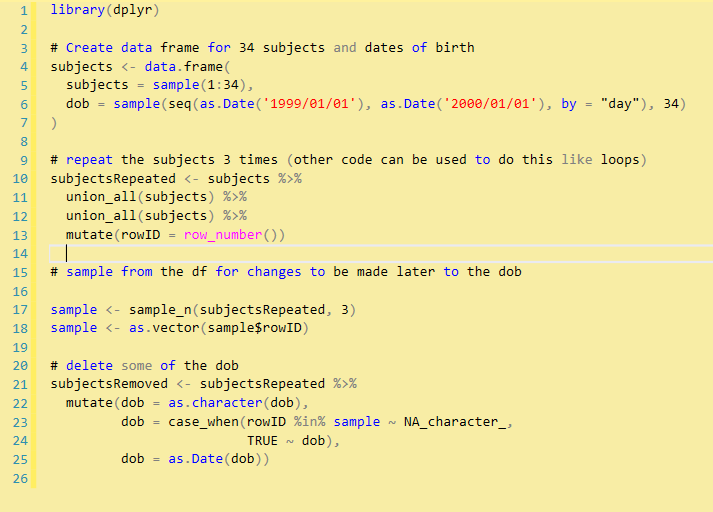 1 library(dplyr)
2
3 # Create data frame for 34 subjects and dates of birth
4 subjects <- data.frame(
5   subjects = sample(1:34),
6   dob = sample(seq(as.Date('1999/01/01'), as.Date('2000/01/01'), by = "day"), 34)
7 )
8
9 # repeat the subjects 3 times (other code can be used to do this like loops)
10 subjectsRepeated <- subjects %>%
11   union_all(subjects) %>%
12   union_all(subjects) %>%
13   mutate(rowID = row_number())
14
15 # sample from the df for changes to be made later to the dob
16
17 sample <- sample_n(subjectsRepeated, 3)
18 sample <- as.vector(sample$rowID)
19
20 # delete some of the dob
21 subjectsRemoved <- subjectsRepeated %>%
22   mutate(dob = as.character(dob),
23          dob = case_when(rowID %in% sample ~ NA_character_,
24                          TRUE ~ dob),
25          dob = as.Date(dob))
26